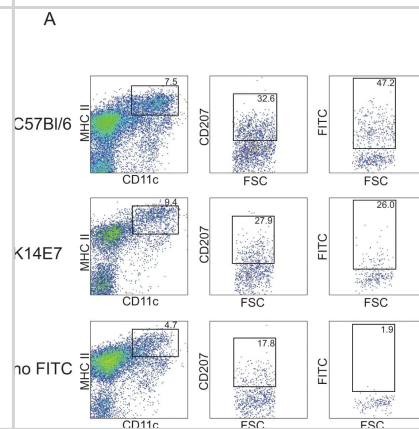 A
7.5
32.6
47.2
C57Bl/6
MHC II
CD207
FITC
CD11c
FSC
FSC
9.4
27.9
26.0
K14E7
MHC II
CD207
FITC
CD11c
FSC
FSC
4.7
17.8
1.9
no FITC
MHC II
CD207
FITC
CD11c
FSC
FSC